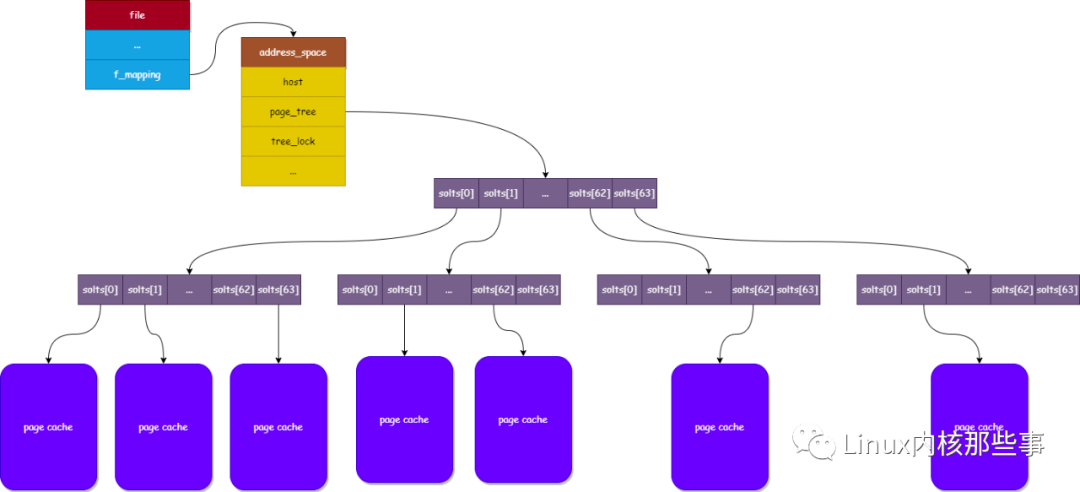 file
...
f_mapping
address_space
host
page_tree
tree_lock
...
solts[0] solts[1] ... solts[62] solts[63]
solts[0] solts[1] ... solts[62] solts[63]
solts[0] solts[1] ... solts[62] solts[63]
solts[0] solts[1] ... solts[62] solts[63]
solts[0] solts[1] ... solts[62] solts[63]
page cache
page cache
page cache
page cache
page cache
page cache
page cache
Linux内核那些事